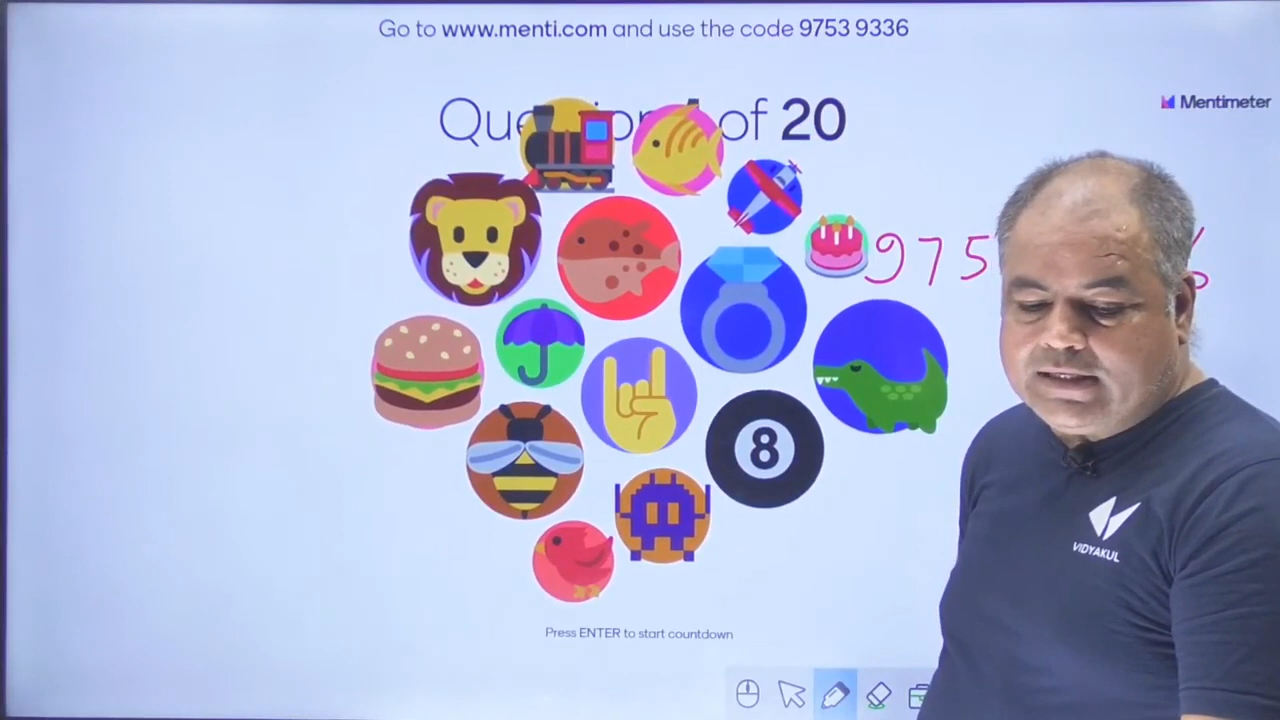 Go to www.menti.com and use the code 9753 9336
Mentimeter
of 20
975
8
VIDYAKUL
Press ENTER to start countdown